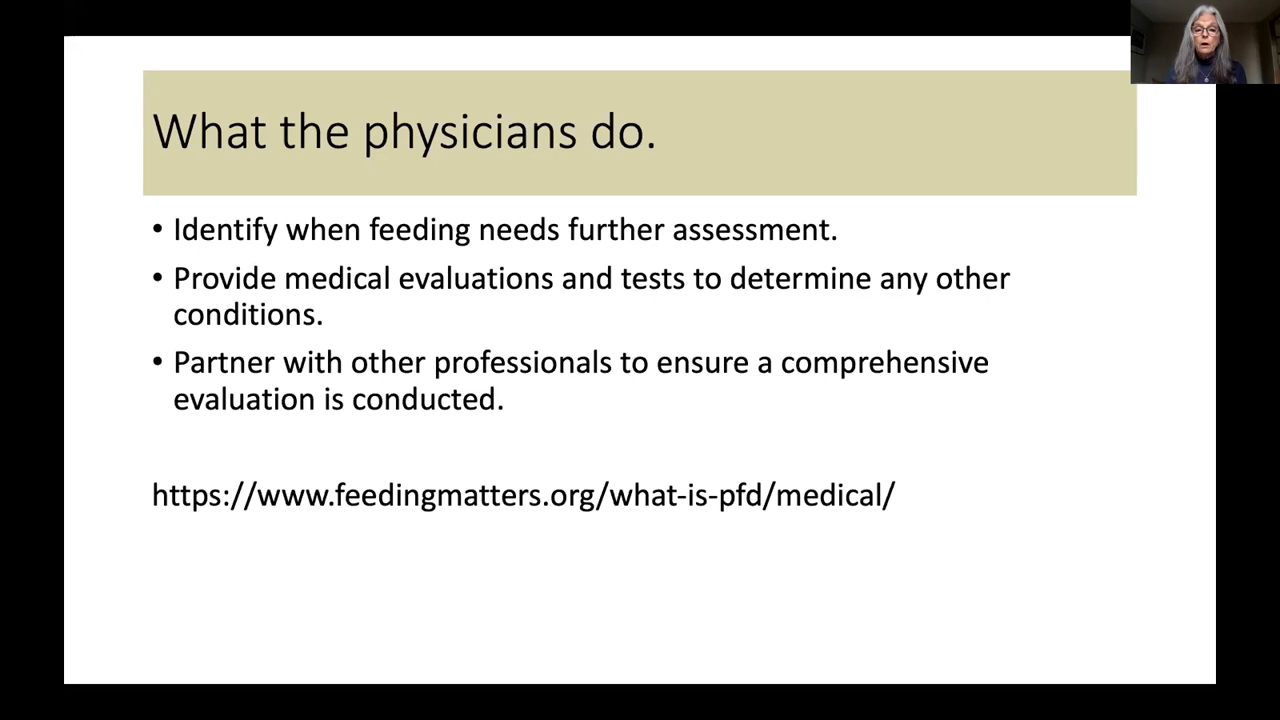 What the physicians do.
• Identify when feeding needs further assessment.
• Provide medical evaluations and tests to determine any other
conditions.
• Partner with other professionals to ensure a comprehensive
evaluation is conducted.
https://www.feedingmatters.org/what-is-pfd/medical/